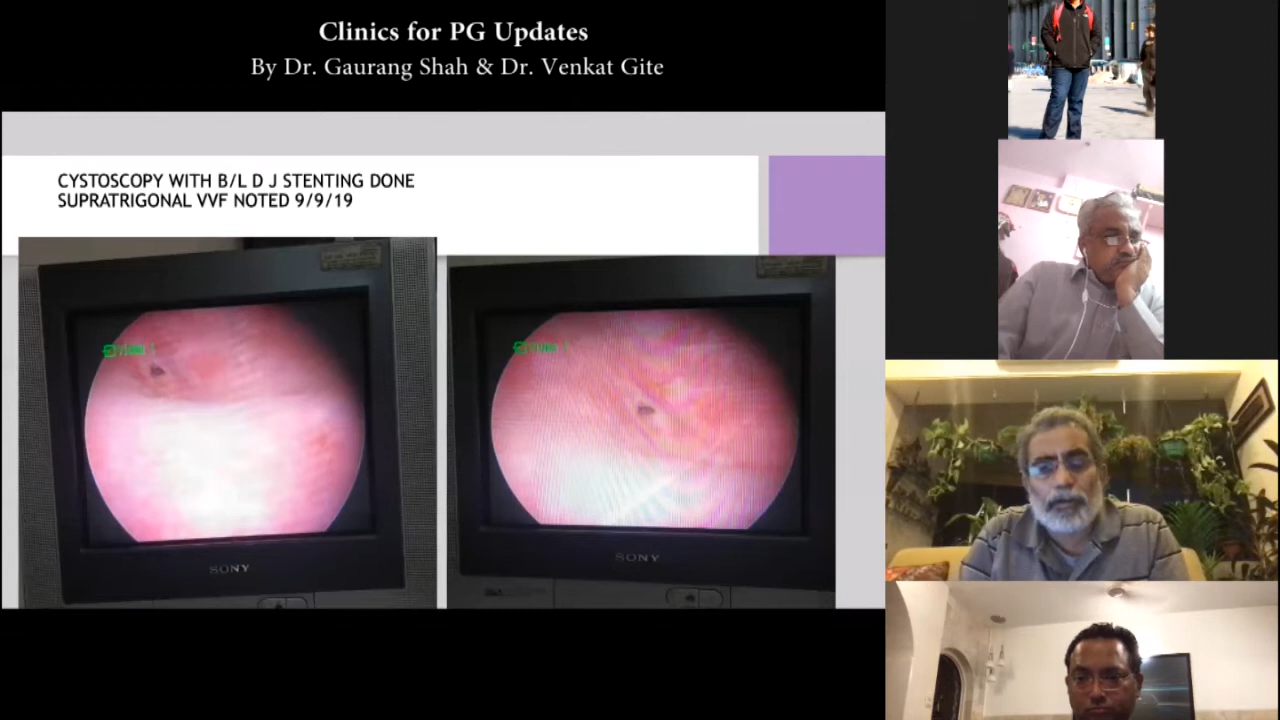 Clinics for PG Updates
By Dr. Gaurang Shah & Dr. Venkat Gite
CYSTOSCOPY WITH B/L D J STENTING DONE
SUPRATRIGONAL VVF NOTED 9/9/19
SONY
SONY